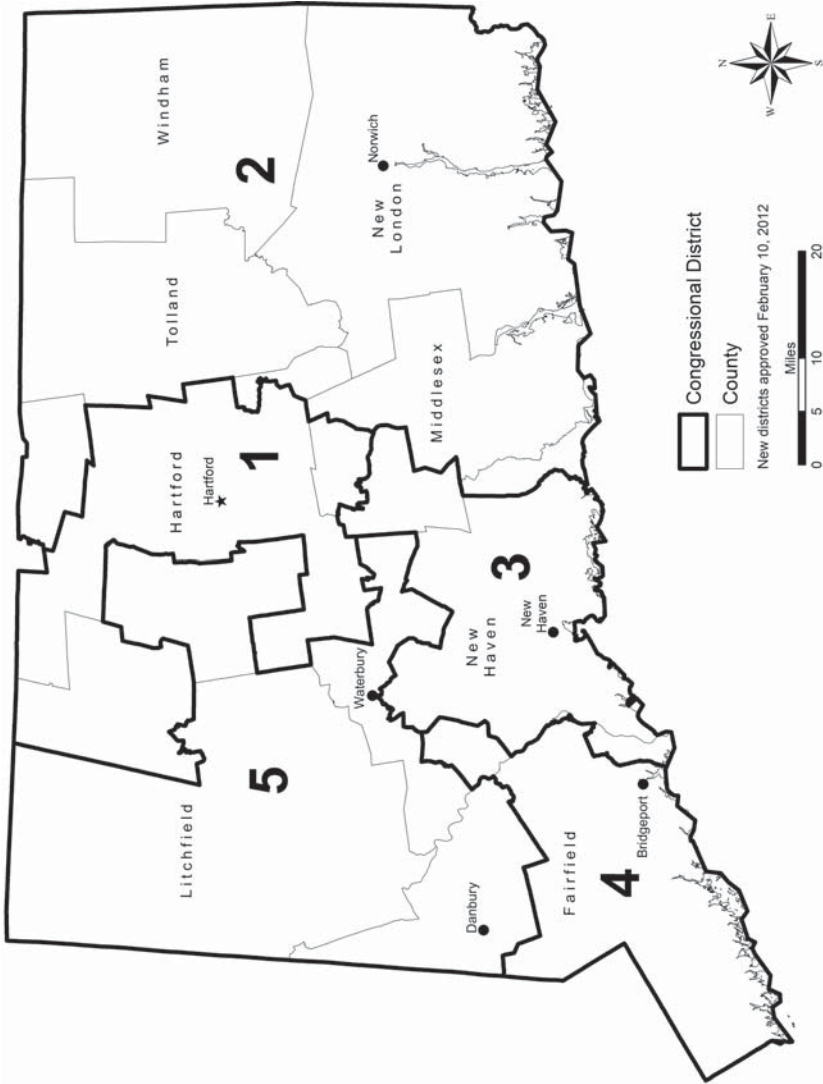 Windham
2
Norwich
New
London
Tolland
Middlesex
Hartford
1
Hartford
3
New
Haven
New
Haven
Waterbury
Litchfield
5
Danbury
Fairfield
4
Bridgeport
N
E
S
W
Congressional District
County
New districts approved February 10, 2012
Miles
0 5 10 20